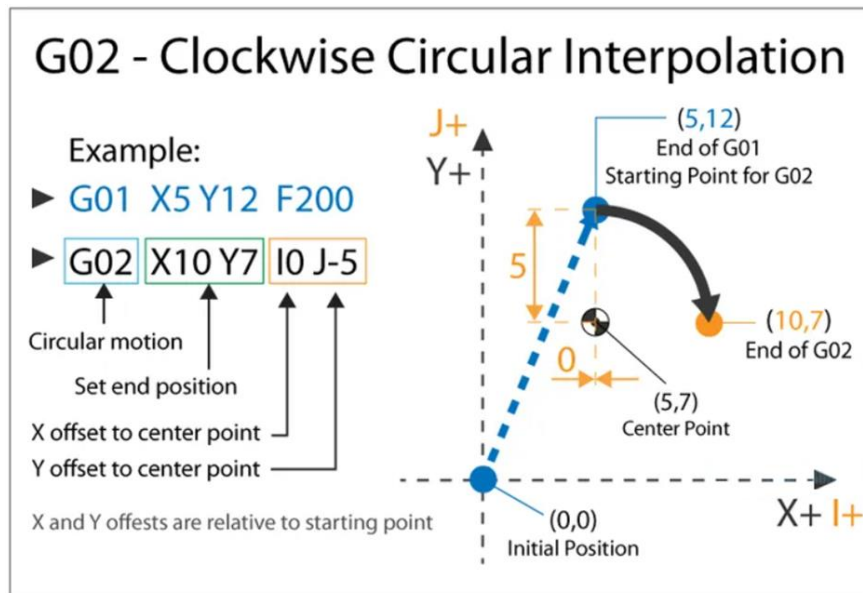 G02 - Clockwise Circular Interpolation
Example:
G01 X5 Y12 F200
G02 X10 Y7 I0 J-5
Circular motion
Set end position
X offset to center point
Y offset to center point
X and Y offests are relative to starting point
J+
Y+
(5,12)
End of G01
Starting Point for G02
5
0
(10,7)
End of G02
(5,7)
Center Point
X+ I+
(0,0)
Initial Position